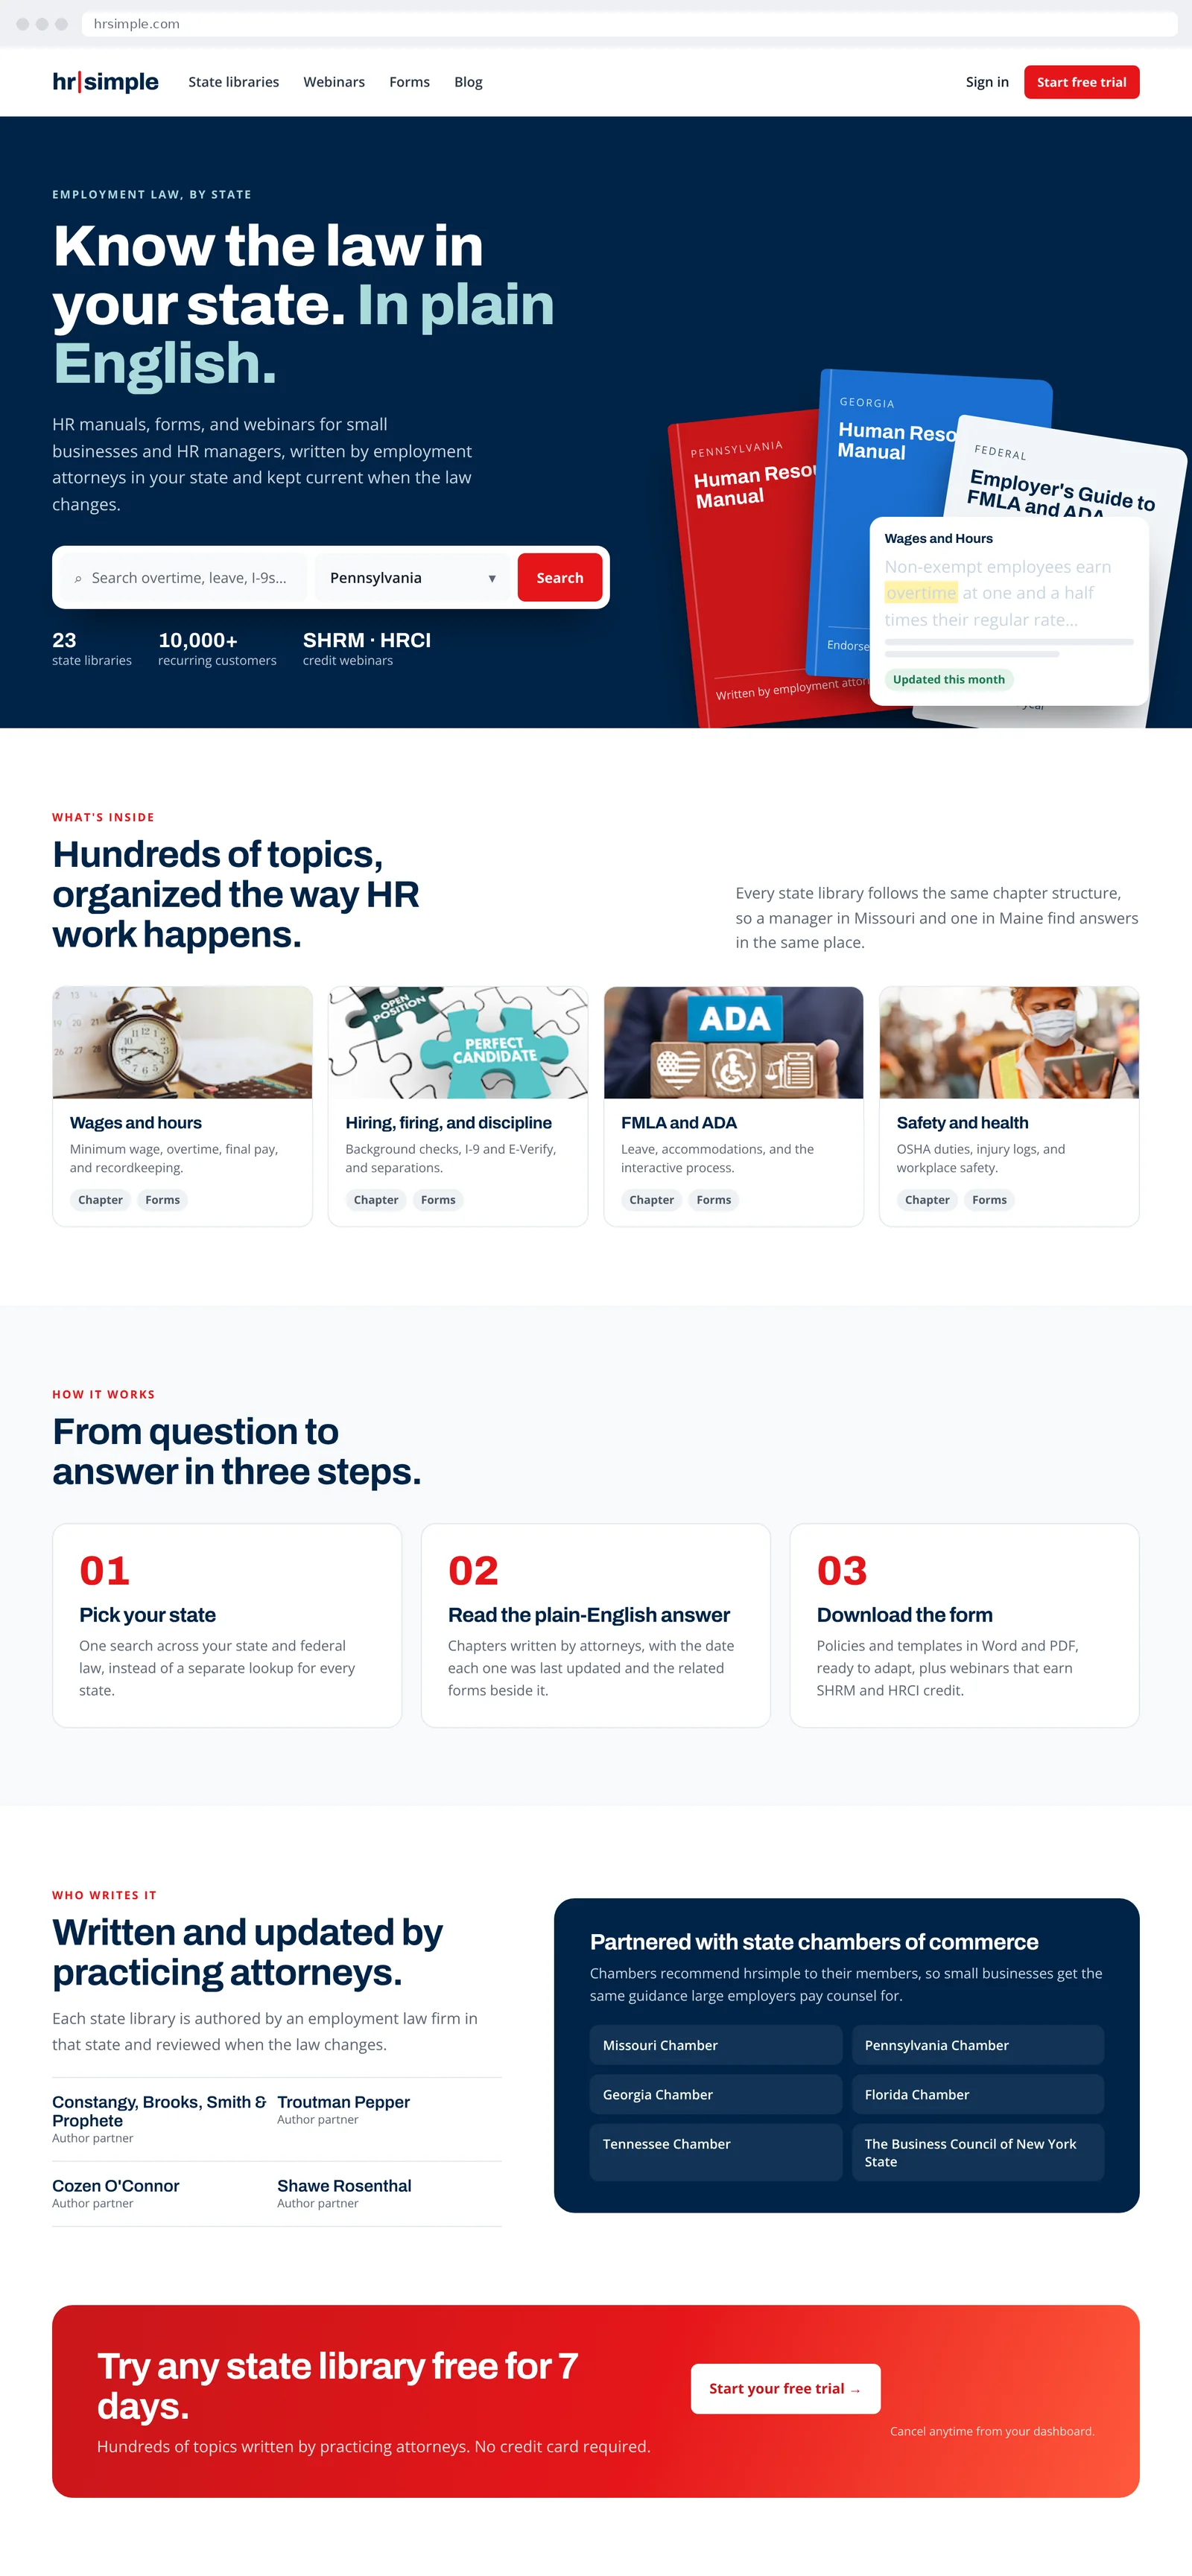 hrsimple.com
hr|simple
State libraries
Webinars
Forms
Blog
Sign in
Start free trial
EMPLOYMENT LAW, BY STATE
Know the law in
your state. In plain
English.
HR manuals, forms, and webinars for small
businesses and HR managers, written by employment
attorneys in your state and kept current when the law
changes.
Search overtime, leave, I-9s...
Pennsylvania
Search
23
state libraries
10,000+
recurring customers
SHRM · HRCI
credit webinars
PENNSYLVANIA
Human Resou
Manual
Written by employment attor
GEORGIA
Human Reso
Manual
Endorse
FEDERAL
Employer's Guide to
FMLA and ADA
Wages and Hours
Non-exempt employees earn
overtime at one and a half
times their regular rate...
Updated this month
WHAT'S INSIDE
Hundreds of topics,
organized the way HR
work happens.
Every state library follows the same chapter structure,
so a manager in Missouri and one in Maine find answers
in the same place.
OPEN
POSITION
PERFECT
CANDIDATE
ADA
Wages and hours
Minimum wage, overtime, final pay,
and recordkeeping.
Chapter
Forms
Hiring, firing, and discipline
Background checks, I-9 and E-Verify,
and separations.
Chapter
Forms
FMLA and ADA
Leave, accommodations, and the
interactive process.
Chapter
Forms
Safety and health
OSHA duties, injury logs, and
workplace safety.
Chapter
Forms
HOW IT WORKS
From question to
answer in three steps.
01
Pick your state
One search across your state and federal
law, instead of a separate lookup for every
state.
02
Read the plain-English answer
Chapters written by attorneys, with the date
each one was last updated and the related
forms beside it.
03
Download the form
Policies and templates in Word and PDF,
ready to adapt, plus webinars that earn
SHRM and HRCI credit.
WHO WRITES IT
Written and updated by
practicing attorneys.
Each state library is authored by an employment law firm in
that state and reviewed when the law changes.
Constangy, Brooks, Smith &
Prophete
Author partner
Troutman Pepper
Author partner
Cozen O'Connor
Author partner
Shawe Rosenthal
Author partner
Partnered with state chambers of commerce
Chambers recommend hrsimple to their members, so small businesses get the
same guidance large employers pay counsel for.
Missouri Chamber
Pennsylvania Chamber
Georgia Chamber
Florida Chamber
Tennessee Chamber
The Business Council of New York
State
Try any state library free for 7
days.
Hundreds of topics written by practicing attorneys. No credit card required.
Start your free trial →
Cancel anytime from your dashboard.